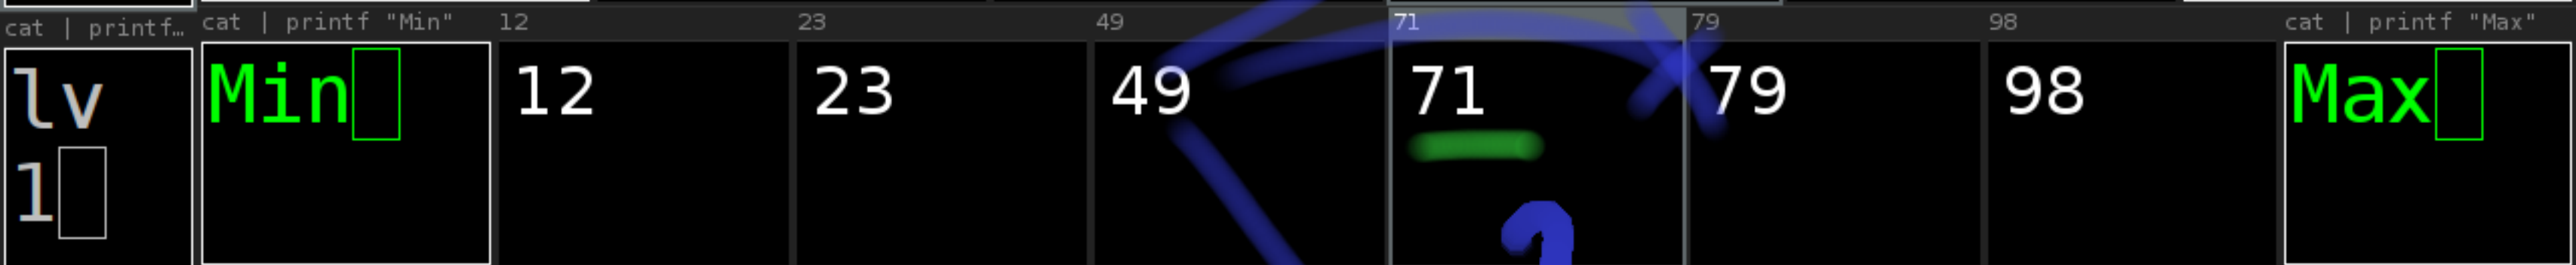 cat | printf… cat | printf "Min" 12 23 49 71 79 98 cat | printf "Max"
lv Min 12 23 49 71 79 98 Max
1
?